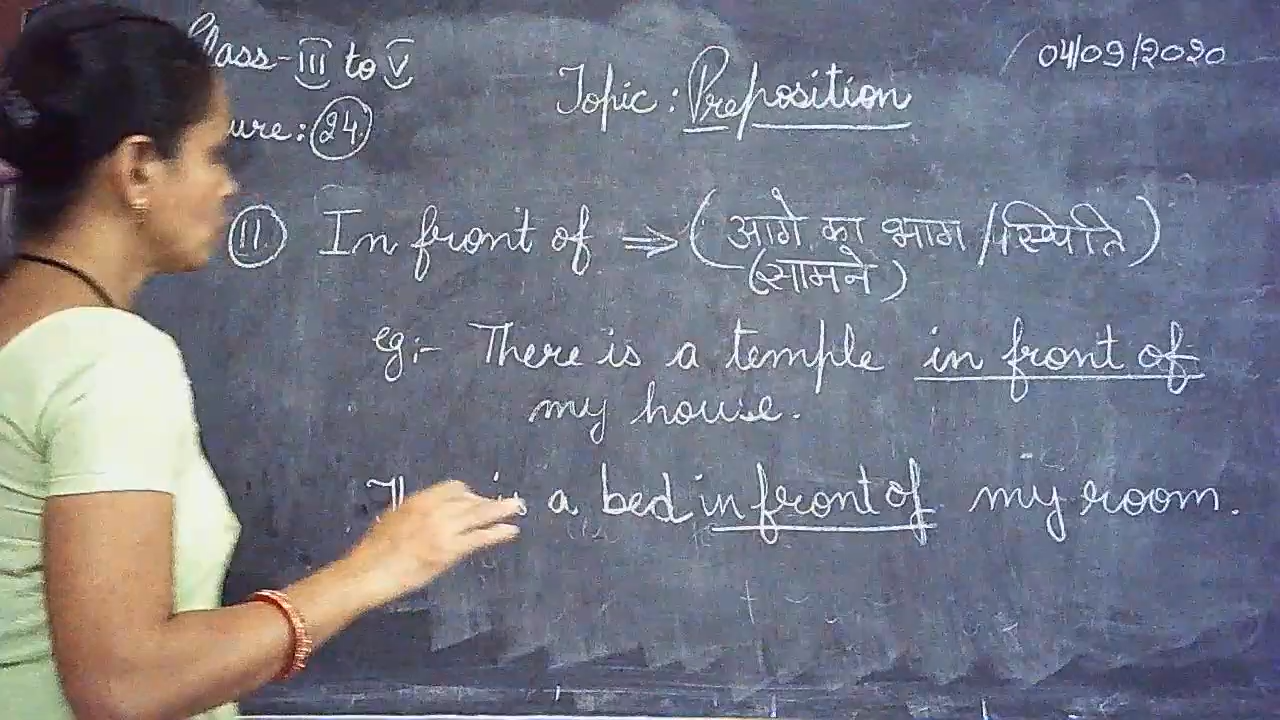 Class-III to V
04/09/2020
Topic: Preposition
ure: 24.
11. In front of ⇒ (आगे का भाग / स्थिति)
(सामने)
eg:- There is a temple in front of
my house.
is a bed in front of my room.